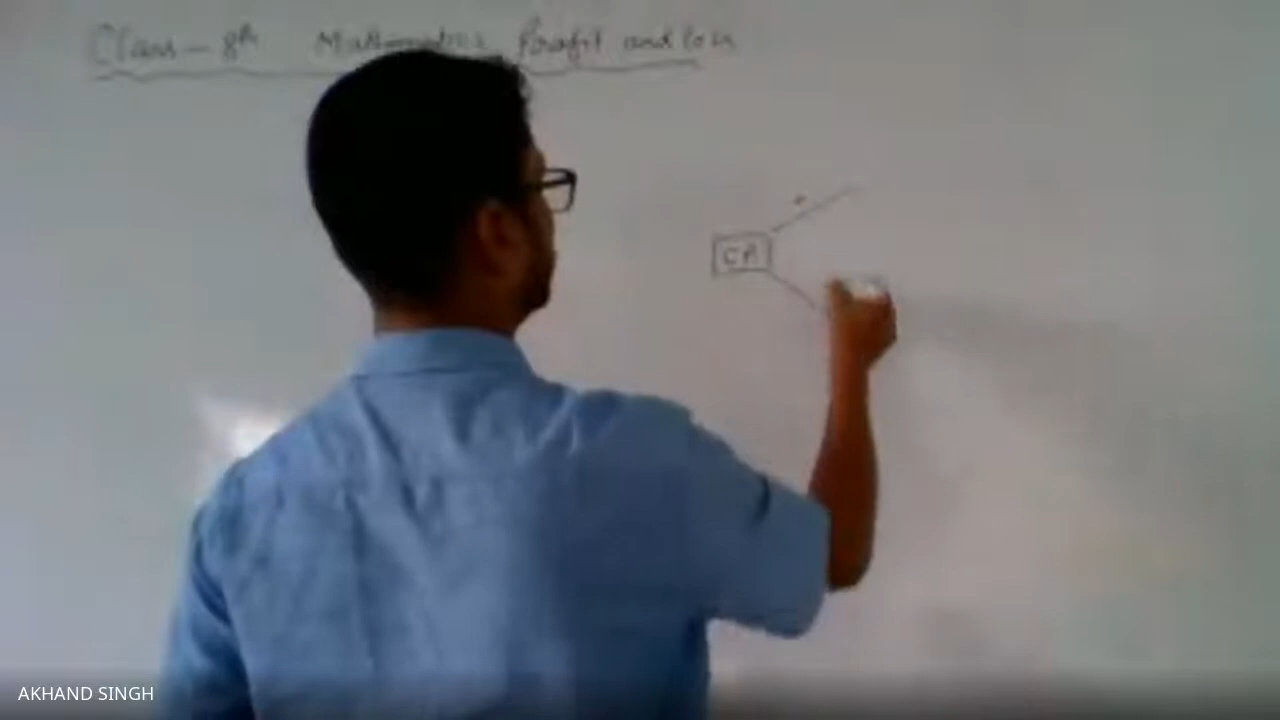 Class - 8th Mathematics Profit and loss
+
CP
AKHAND SINGH